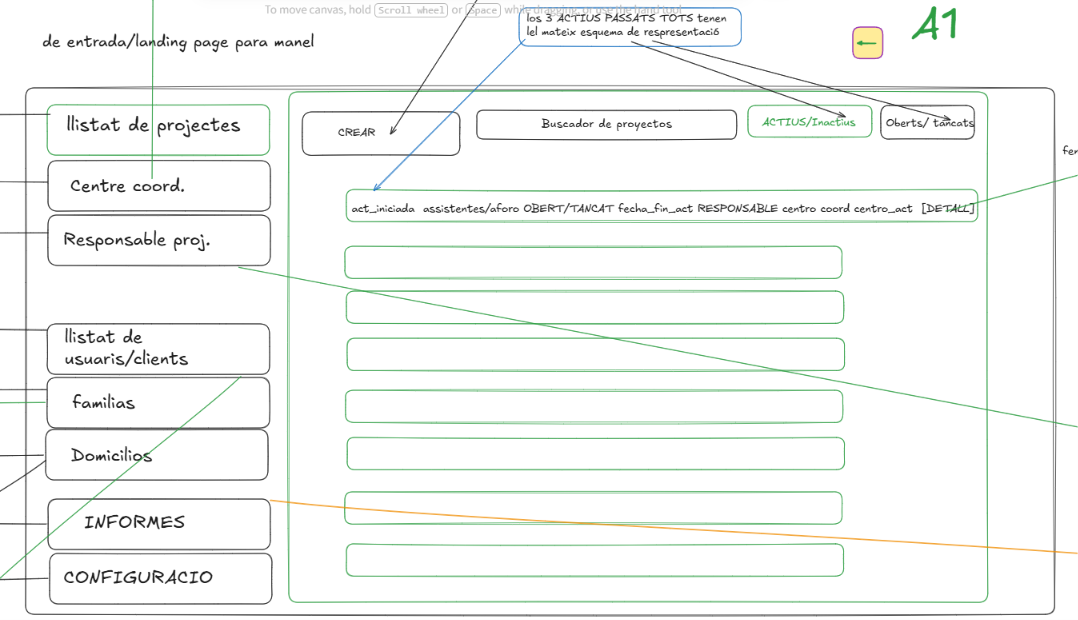 To move canvas, hold Scroll wheel or Space while dragging, or use the hand tool
los 3 ACTIUS PASSATS TOTS tenen
lel mateix esquema de respresentació
A1
de entrada/landing page para manel
llistat de projectes
Centre coord.
Responsable proj.
llistat de
usuaris/clients
familias
Domicilios
INFORMES
CONFIGURACIO
CREAR
Buscador de proyectos
ACTIUS/Inactius
Oberts/ tancats
act_iniciada assistentes/aforo OBERT/TANCAT fecha_fin_act RESPONSABLE centro coord centro_act [DETALL]